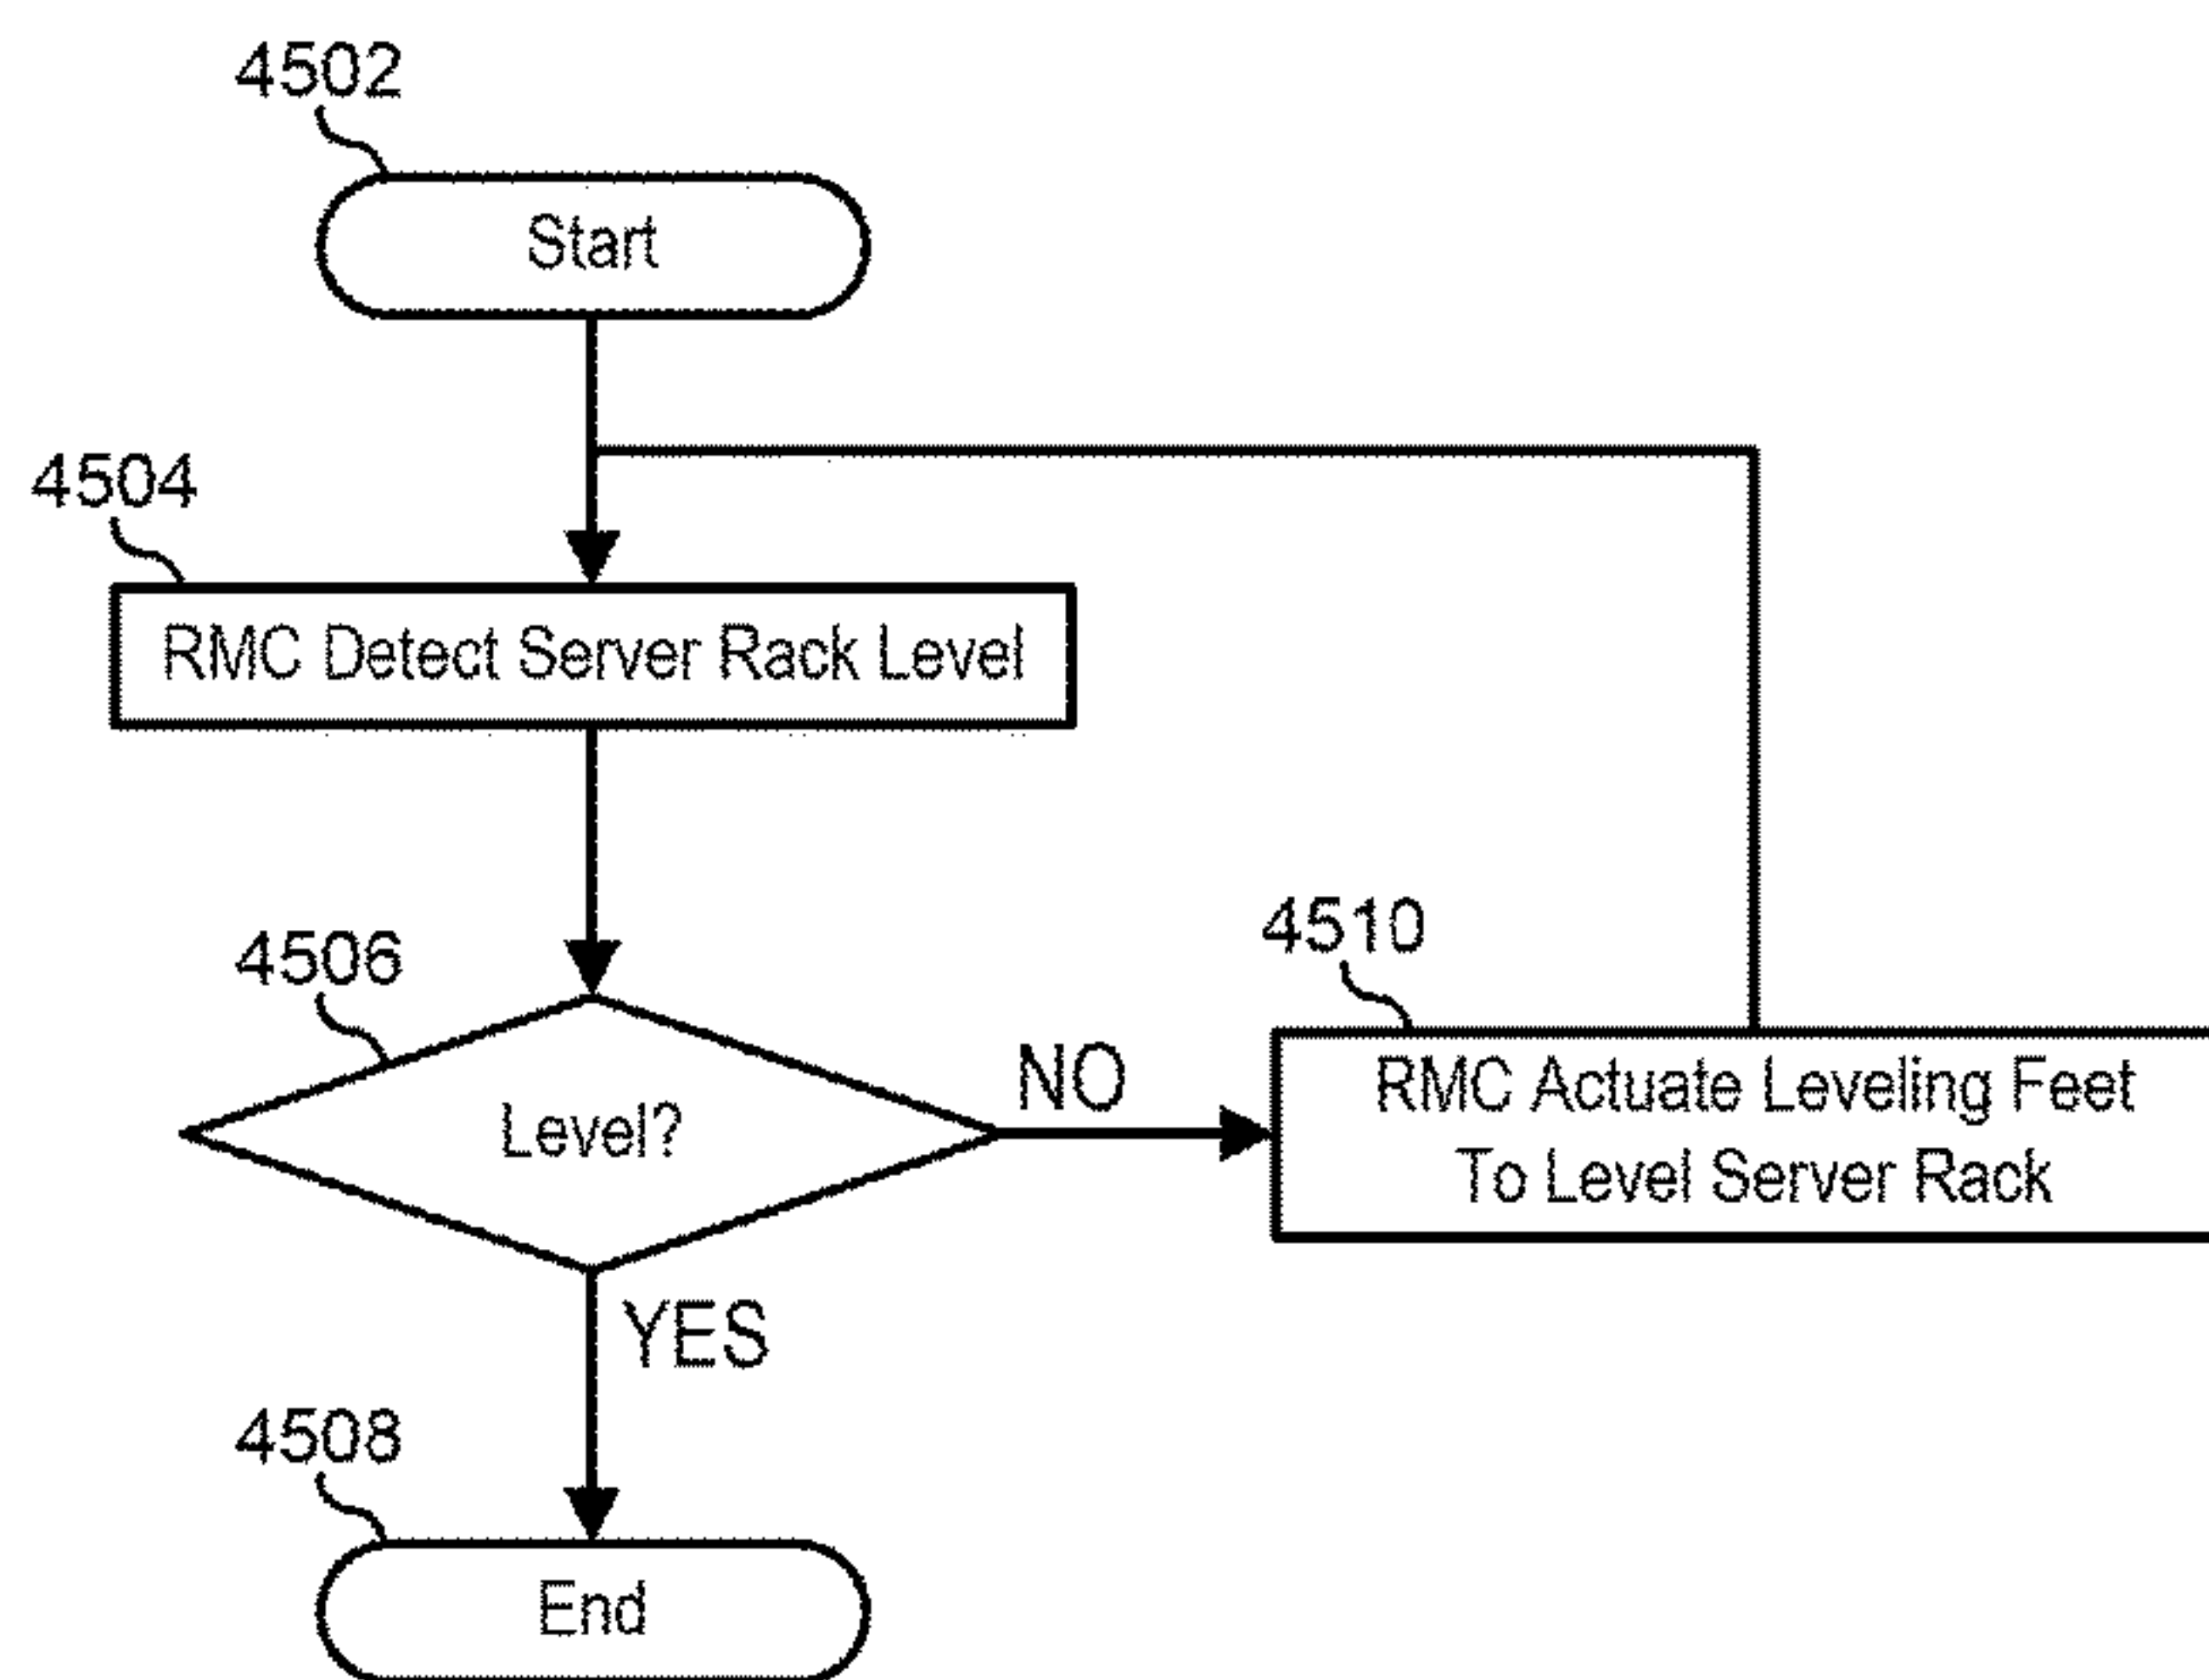 4502
Start
4504
RMC Detect Server Rack Level
4506
Level?
NO
4510
RMC Actuate Leveling Feet
To Level Server Rack
YES
4508
End